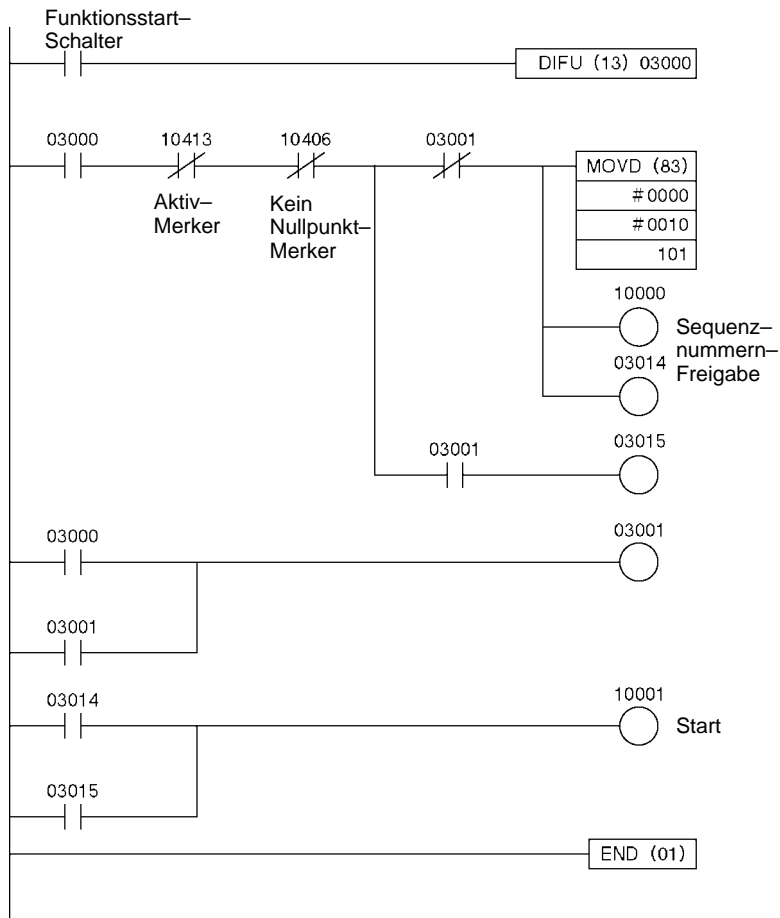 Funktionsstart–
Schalter
DIFU (13) 03000
03000
10413
10406
03001
MOVD (83)
#0000
#0010
101
Aktiv–
Merker
Kein
Nullpunkt–
Merker
10000
Sequenz–
nummern–
Freigabe
03014
03001
03015
03000
03001
03001
03014
10001
Start
03015
END (01)